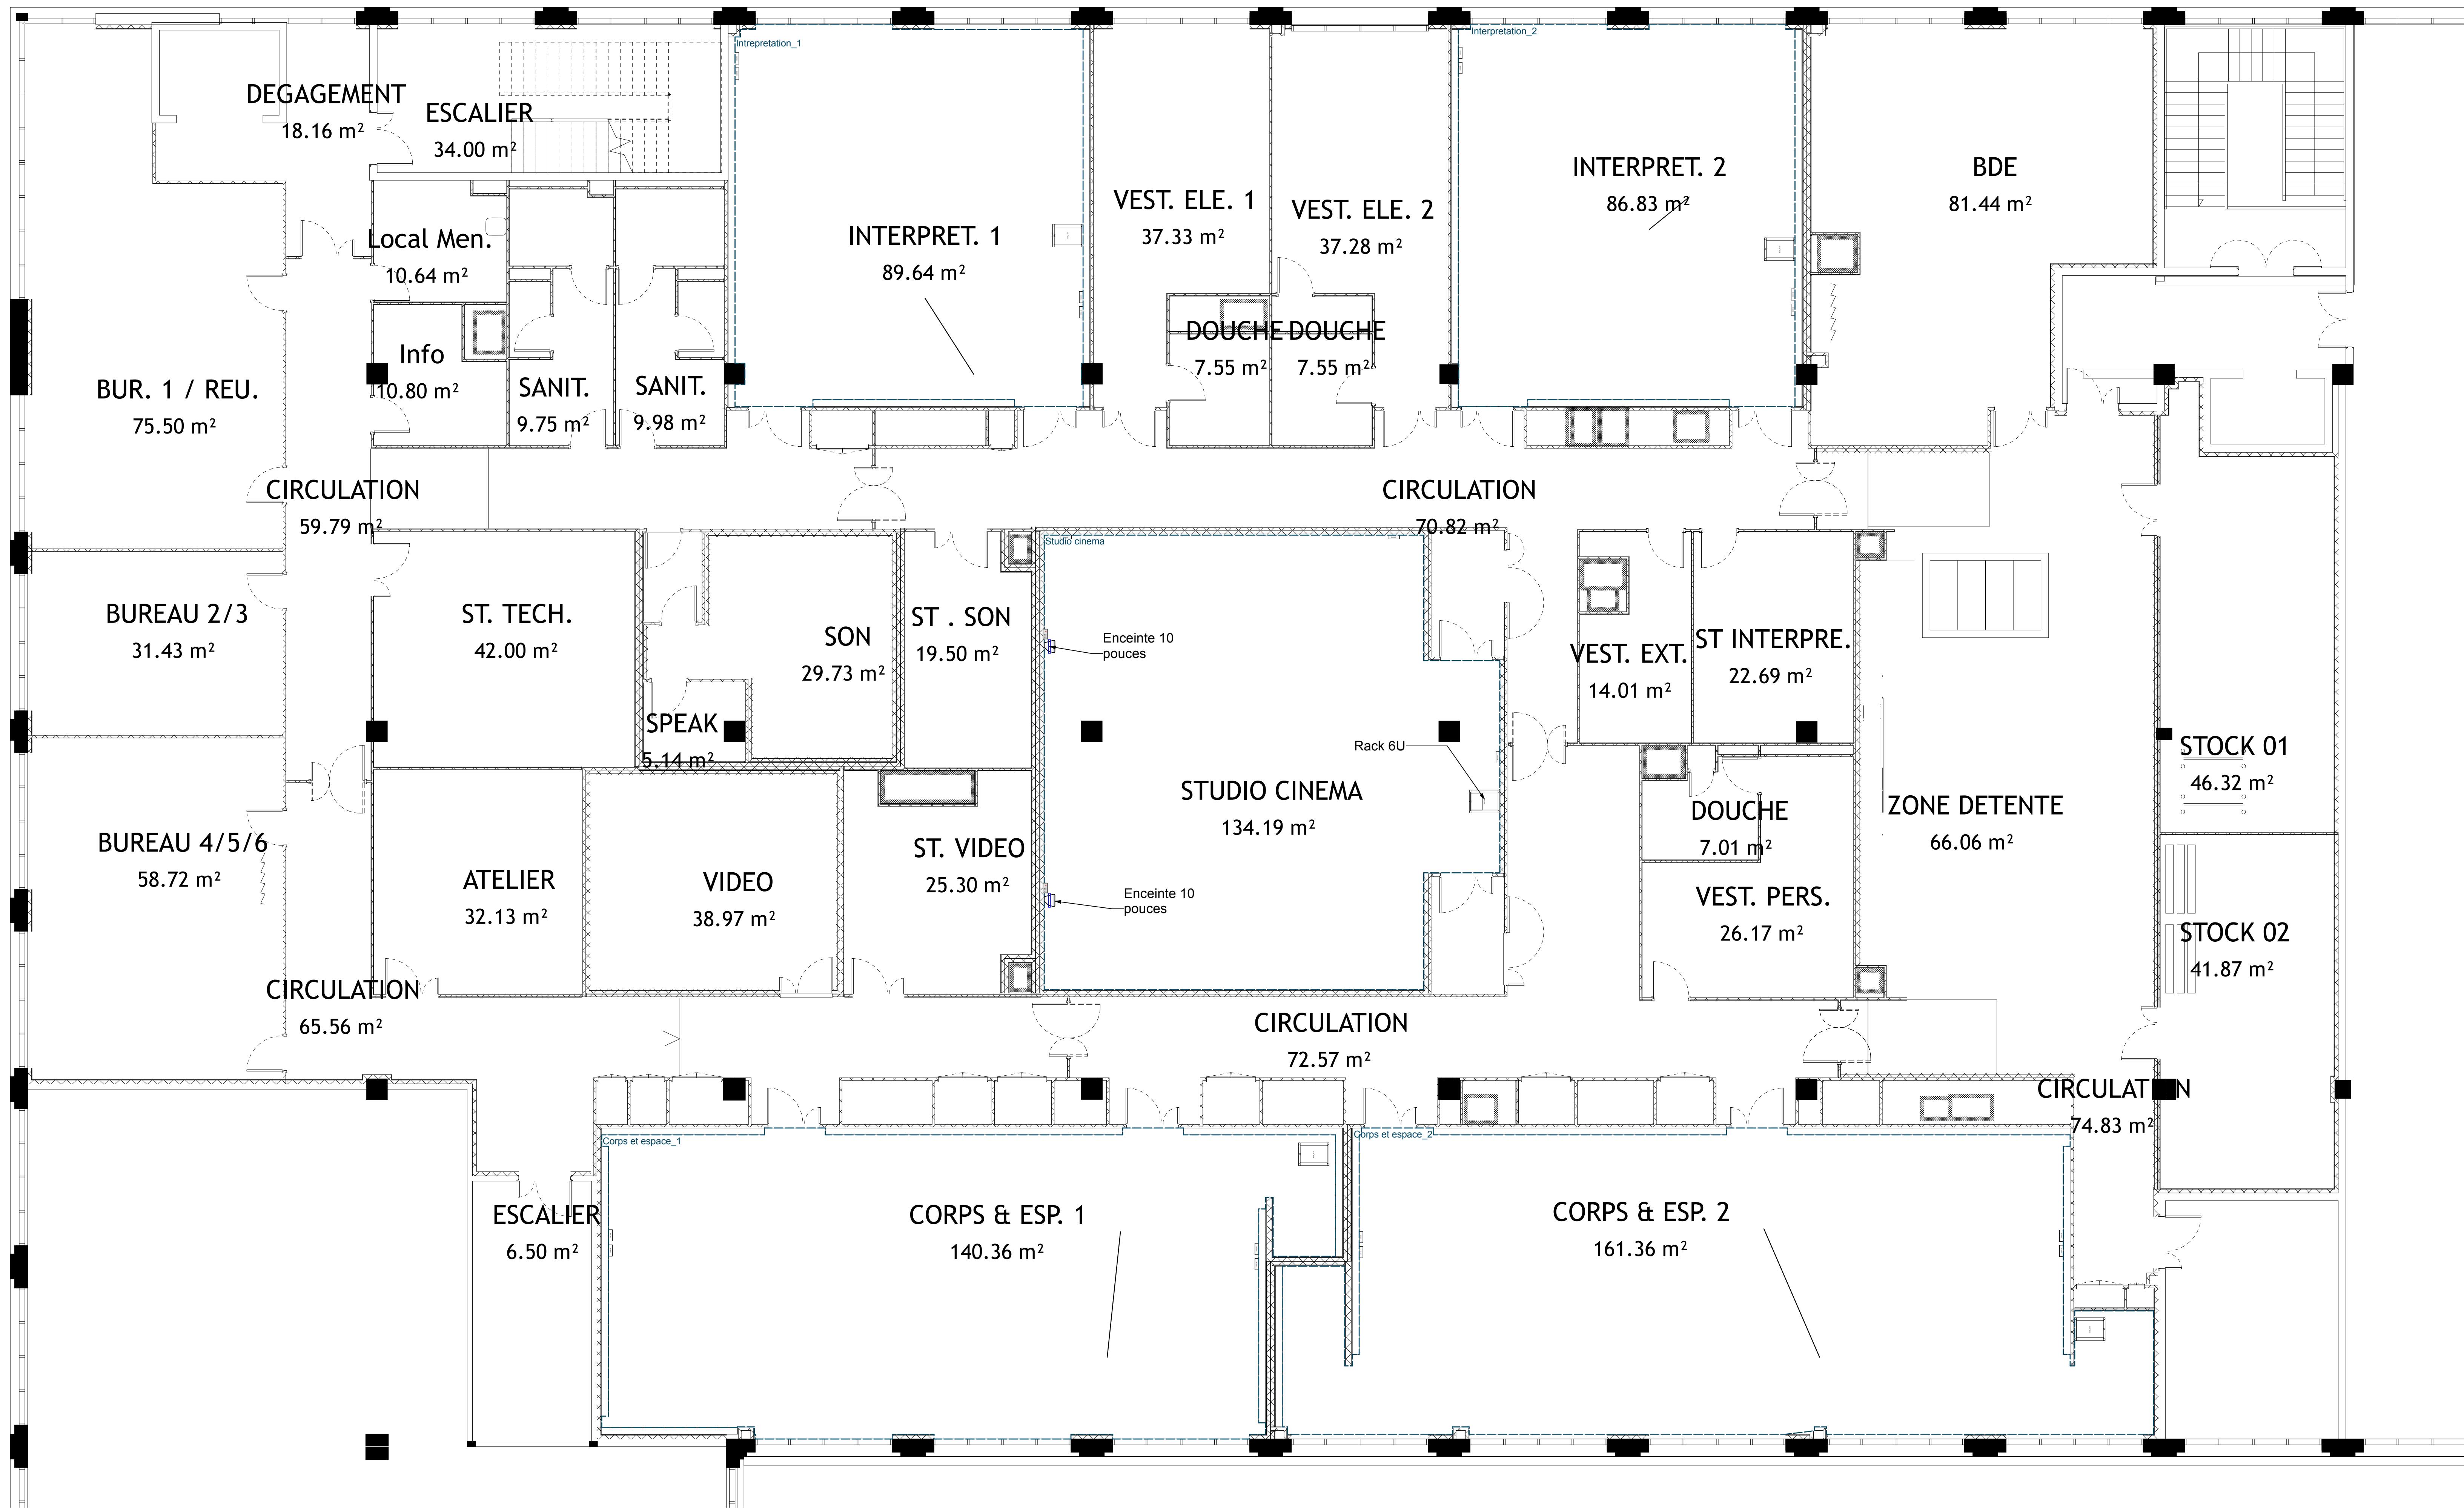 Intrepretation_1
Interpretation_2
DEGAGEMENT
18.16 m²
ESCALIER
34.00 m²
INTERPRET. 2
86.83 m²
BDE
81.44 m²
VEST. ELE. 1
37.33 m²
VEST. ELE. 2
37.28 m²
INTERPRET. 1
89.64 m²
Local Men.
10.64 m²
DOUCHE
7.55 m²
DOUCHE
7.55 m²
Info
10.80 m²
BUR. 1 / REU.
75.50 m²
SANIT.
9.75 m²
SANIT.
9.98 m²
CIRCULATION
59.79 m²
CIRCULATION
70.82 m²
Studio cinema
BUREAU 2/3
31.43 m²
ST. TECH.
42.00 m²
SON
29.73 m²
ST . SON
19.50 m²
Enceinte 10
pouces
VEST. EXT.
14.01 m²
ST INTERPRE.
22.69 m²
SPEAK
5.14 m²
Rack 6U
STOCK 01
46.32 m²
STUDIO CINEMA
134.19 m²
DOUCHE
7.01 m²
ZONE DETENTE
66.06 m²
BUREAU 4/5/6
58.72 m²
ATELIER
32.13 m²
VIDEO
38.97 m²
ST. VIDEO
25.30 m²
Enceinte 10
pouces
VEST. PERS.
26.17 m²
STOCK 02
41.87 m²
CIRCULATION
65.56 m²
CIRCULATION
72.57 m²
CIRCULATION
74.83 m²
Corps et espace_1
Corps et espace_2
ESCALIER
6.50 m²
CORPS & ESP. 1
140.36 m²
CORPS & ESP. 2
161.36 m²